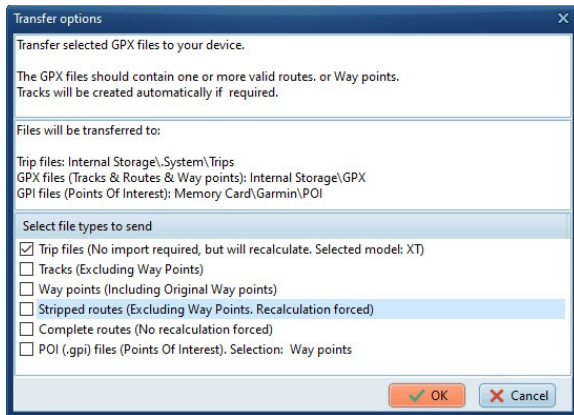 Transfer options
Transfer selected GPX files to your device.
The GPX files should contain one or more valid routes. or Way points.
Tracks will be created automatically if  required.
Files will be transferred to:
Trip files: Internal Storage\.System\Trips
GPX files (Tracks & Routes & Way points): Internal Storage\GPX
GPI files (Points Of Interest): Memory Card\Garmin\POI
Select file types to send
Trip files (No import required, but will recalculate. Selected model: XT)
Tracks (Excluding Way Points)
Way points (Including Original Way points)
Stripped routes (Excluding Way Points. Recalculation forced)
Complete routes (No recalculation forced)
POI (.gpi) files (Points Of Interest). Selection:  Way points
OK
Cancel